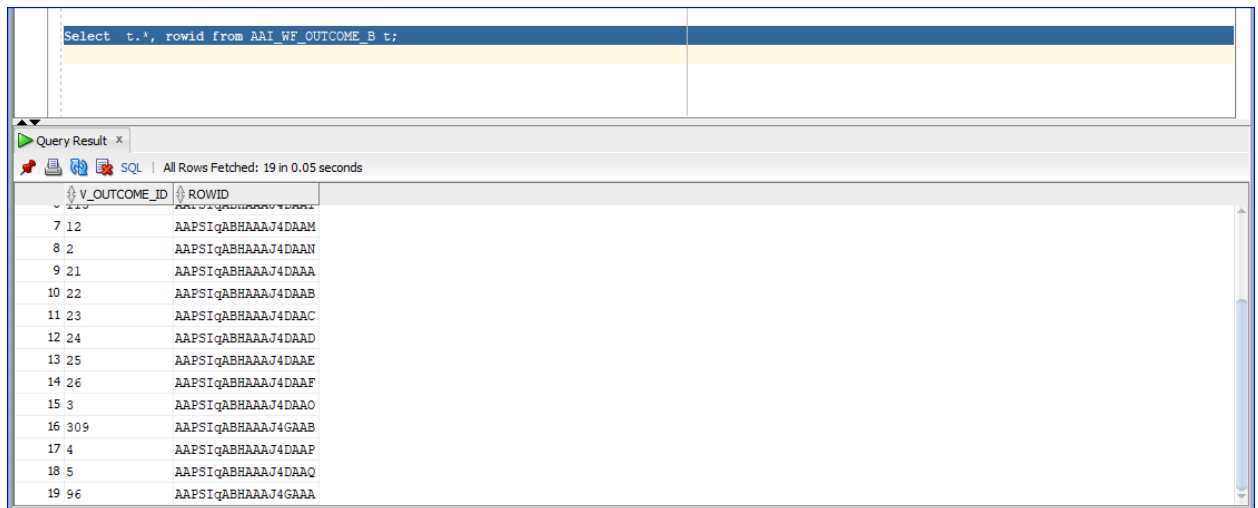 Select t.*, rowid from AAI_WF_OUTCOME_B t;
Query Result x
SQL | All Rows Fetched: 19 in 0.05 seconds
V_OUTCOME_ID ROWID
7 12 AAPSIqABHAAAJ4DAAM
8 2 AAPSIqABHAAAJ4DAAN
9 21 AAPSIqABHAAAJ4DAAA
10 22 AAPSIqABHAAAJ4DAAB
11 23 AAPSIqABHAAAJ4DAAC
12 24 AAPSIqABHAAAJ4DAAD
13 25 AAPSIqABHAAAJ4DAAE
14 26 AAPSIqABHAAAJ4DAAF
15 3 AAPSIqABHAAAJ4DAAO
16 309 AAPSIqABHAAAJ4GAAB
17 4 AAPSIqABHAAAJ4DAAP
18 5 AAPSIqABHAAAJ4DAAQ
19 96 AAPSIqABHAAAJ4GAAA